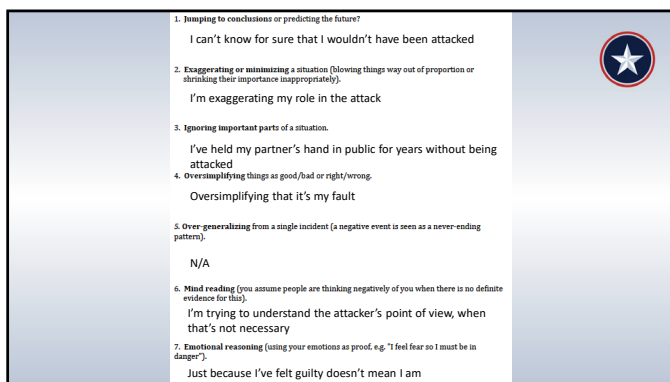 1. Jumping to conclusions or predicting the future?
I can't know for sure that I wouldn't have been attacked
2. Exaggerating or minimizing a situation (blowing things way out of proportion or
shrinking their importance inappropriately).
I'm exaggerating my role in the attack
3. Ignoring important parts of a situation.
I've held my partner's hand in public for years without being
attacked
4. Oversimplifying things as good/bad or right/wrong.
Oversimplifying that it's my fault
5. Over-generalizing from a single incident (a negative event is seen as a never-ending
pattern).
N/A
6. Mind reading (you assume people are thinking negatively of you when there is no definite
evidence for this).
I'm trying to understand the attacker's point of view, when
that's not necessary
7. Emotional reasoning (using your emotions as proof, e.g. "I feel fear so I must be in
danger").
Just because I've felt guilty doesn't mean I am